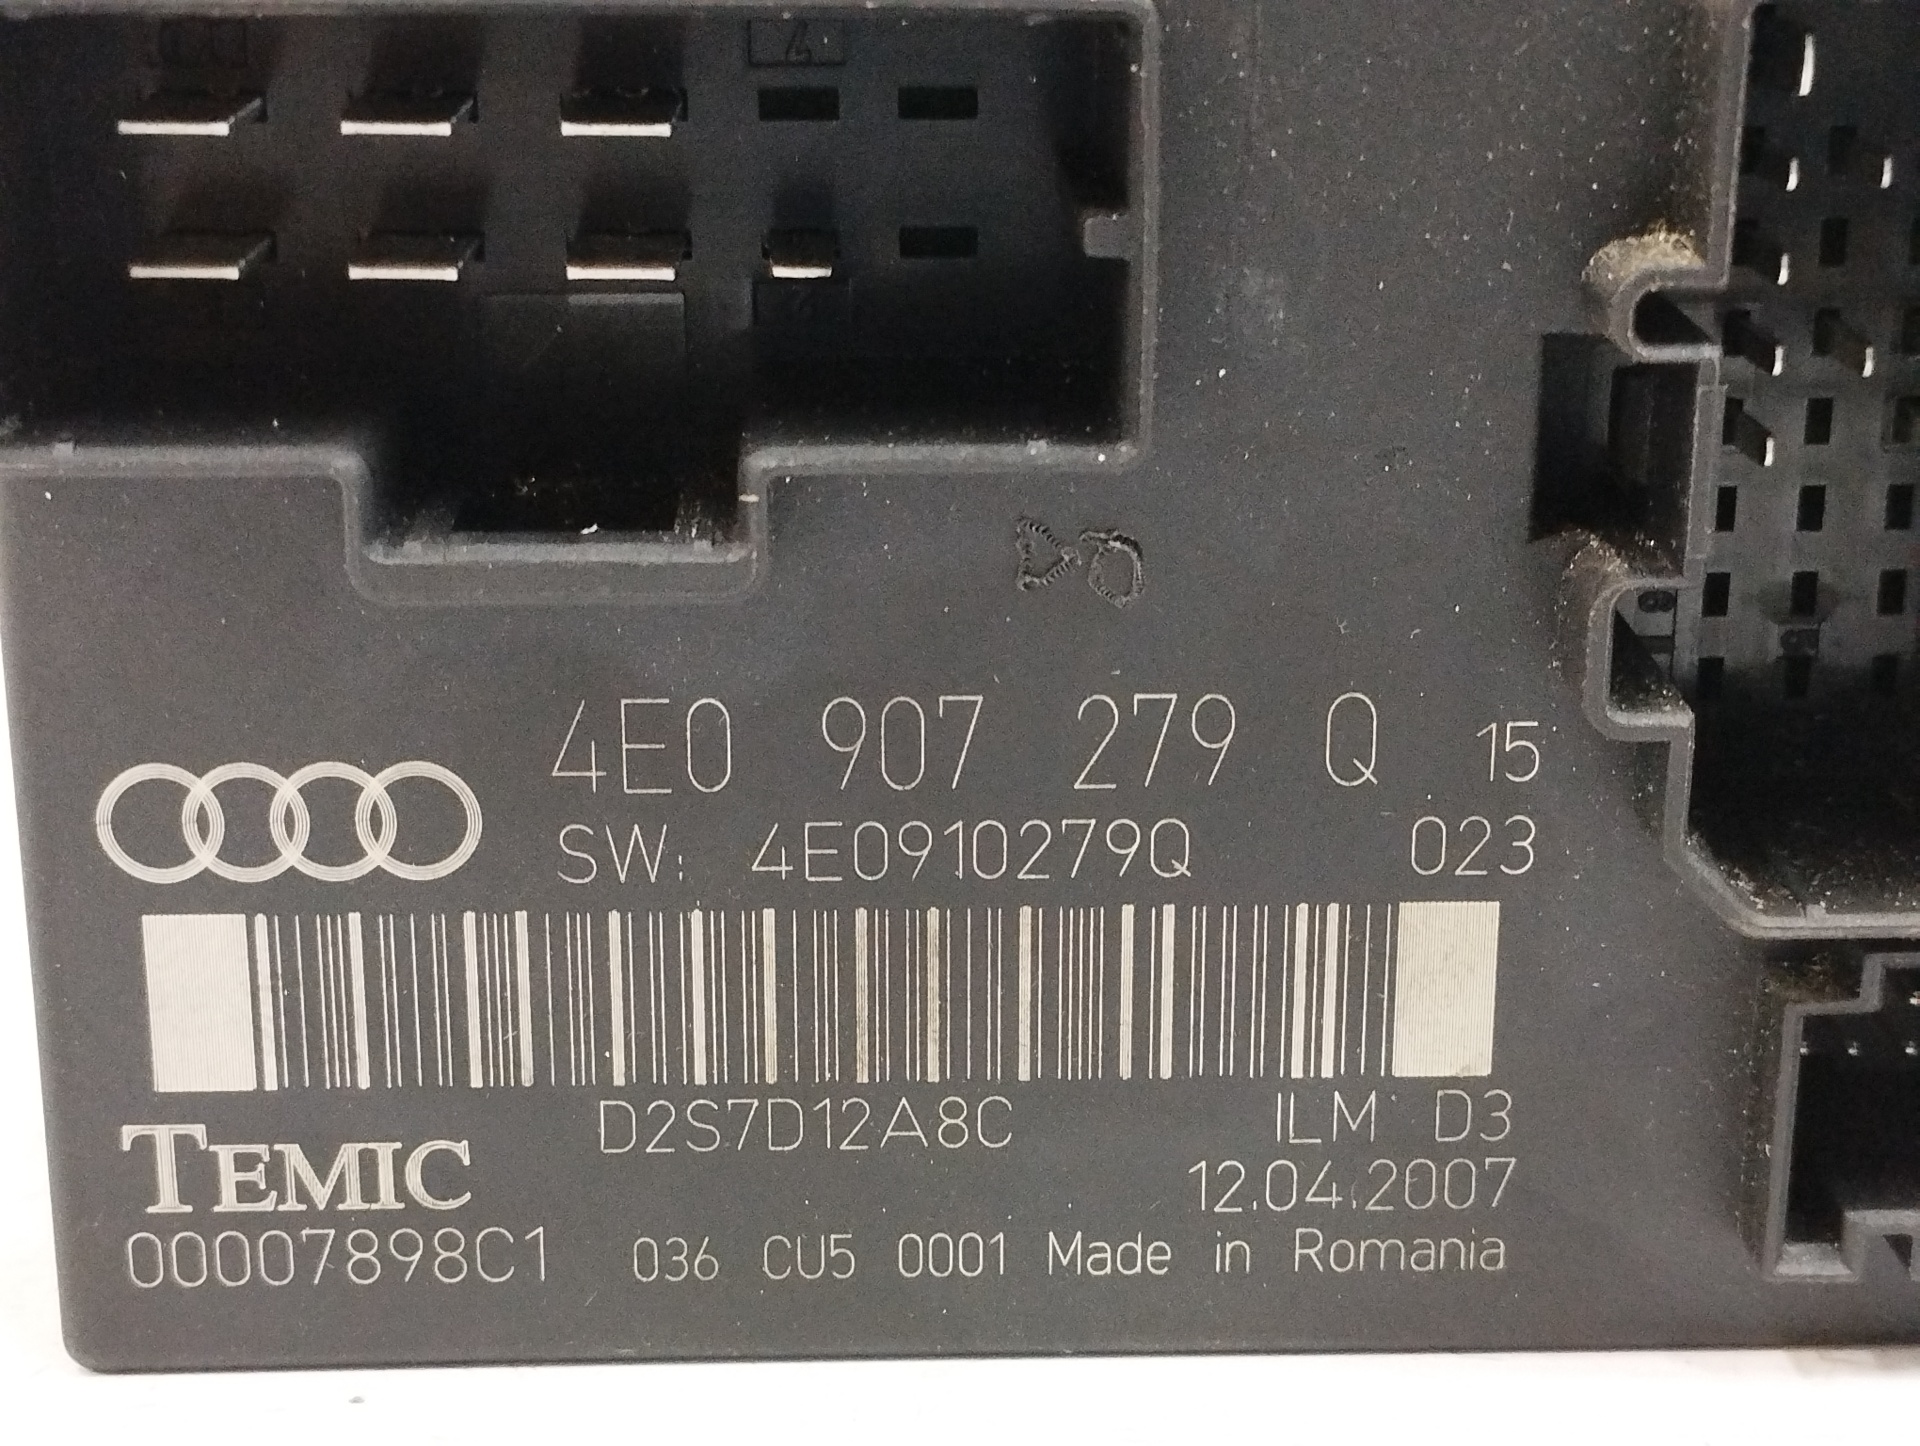 4E0 907 279 Q 15
SW: 4E0910279Q 023
D2S7D12A8C ILM D3
TEMIC
12.04.2007
00007898C1 036 CU5 0001 Made in Romania